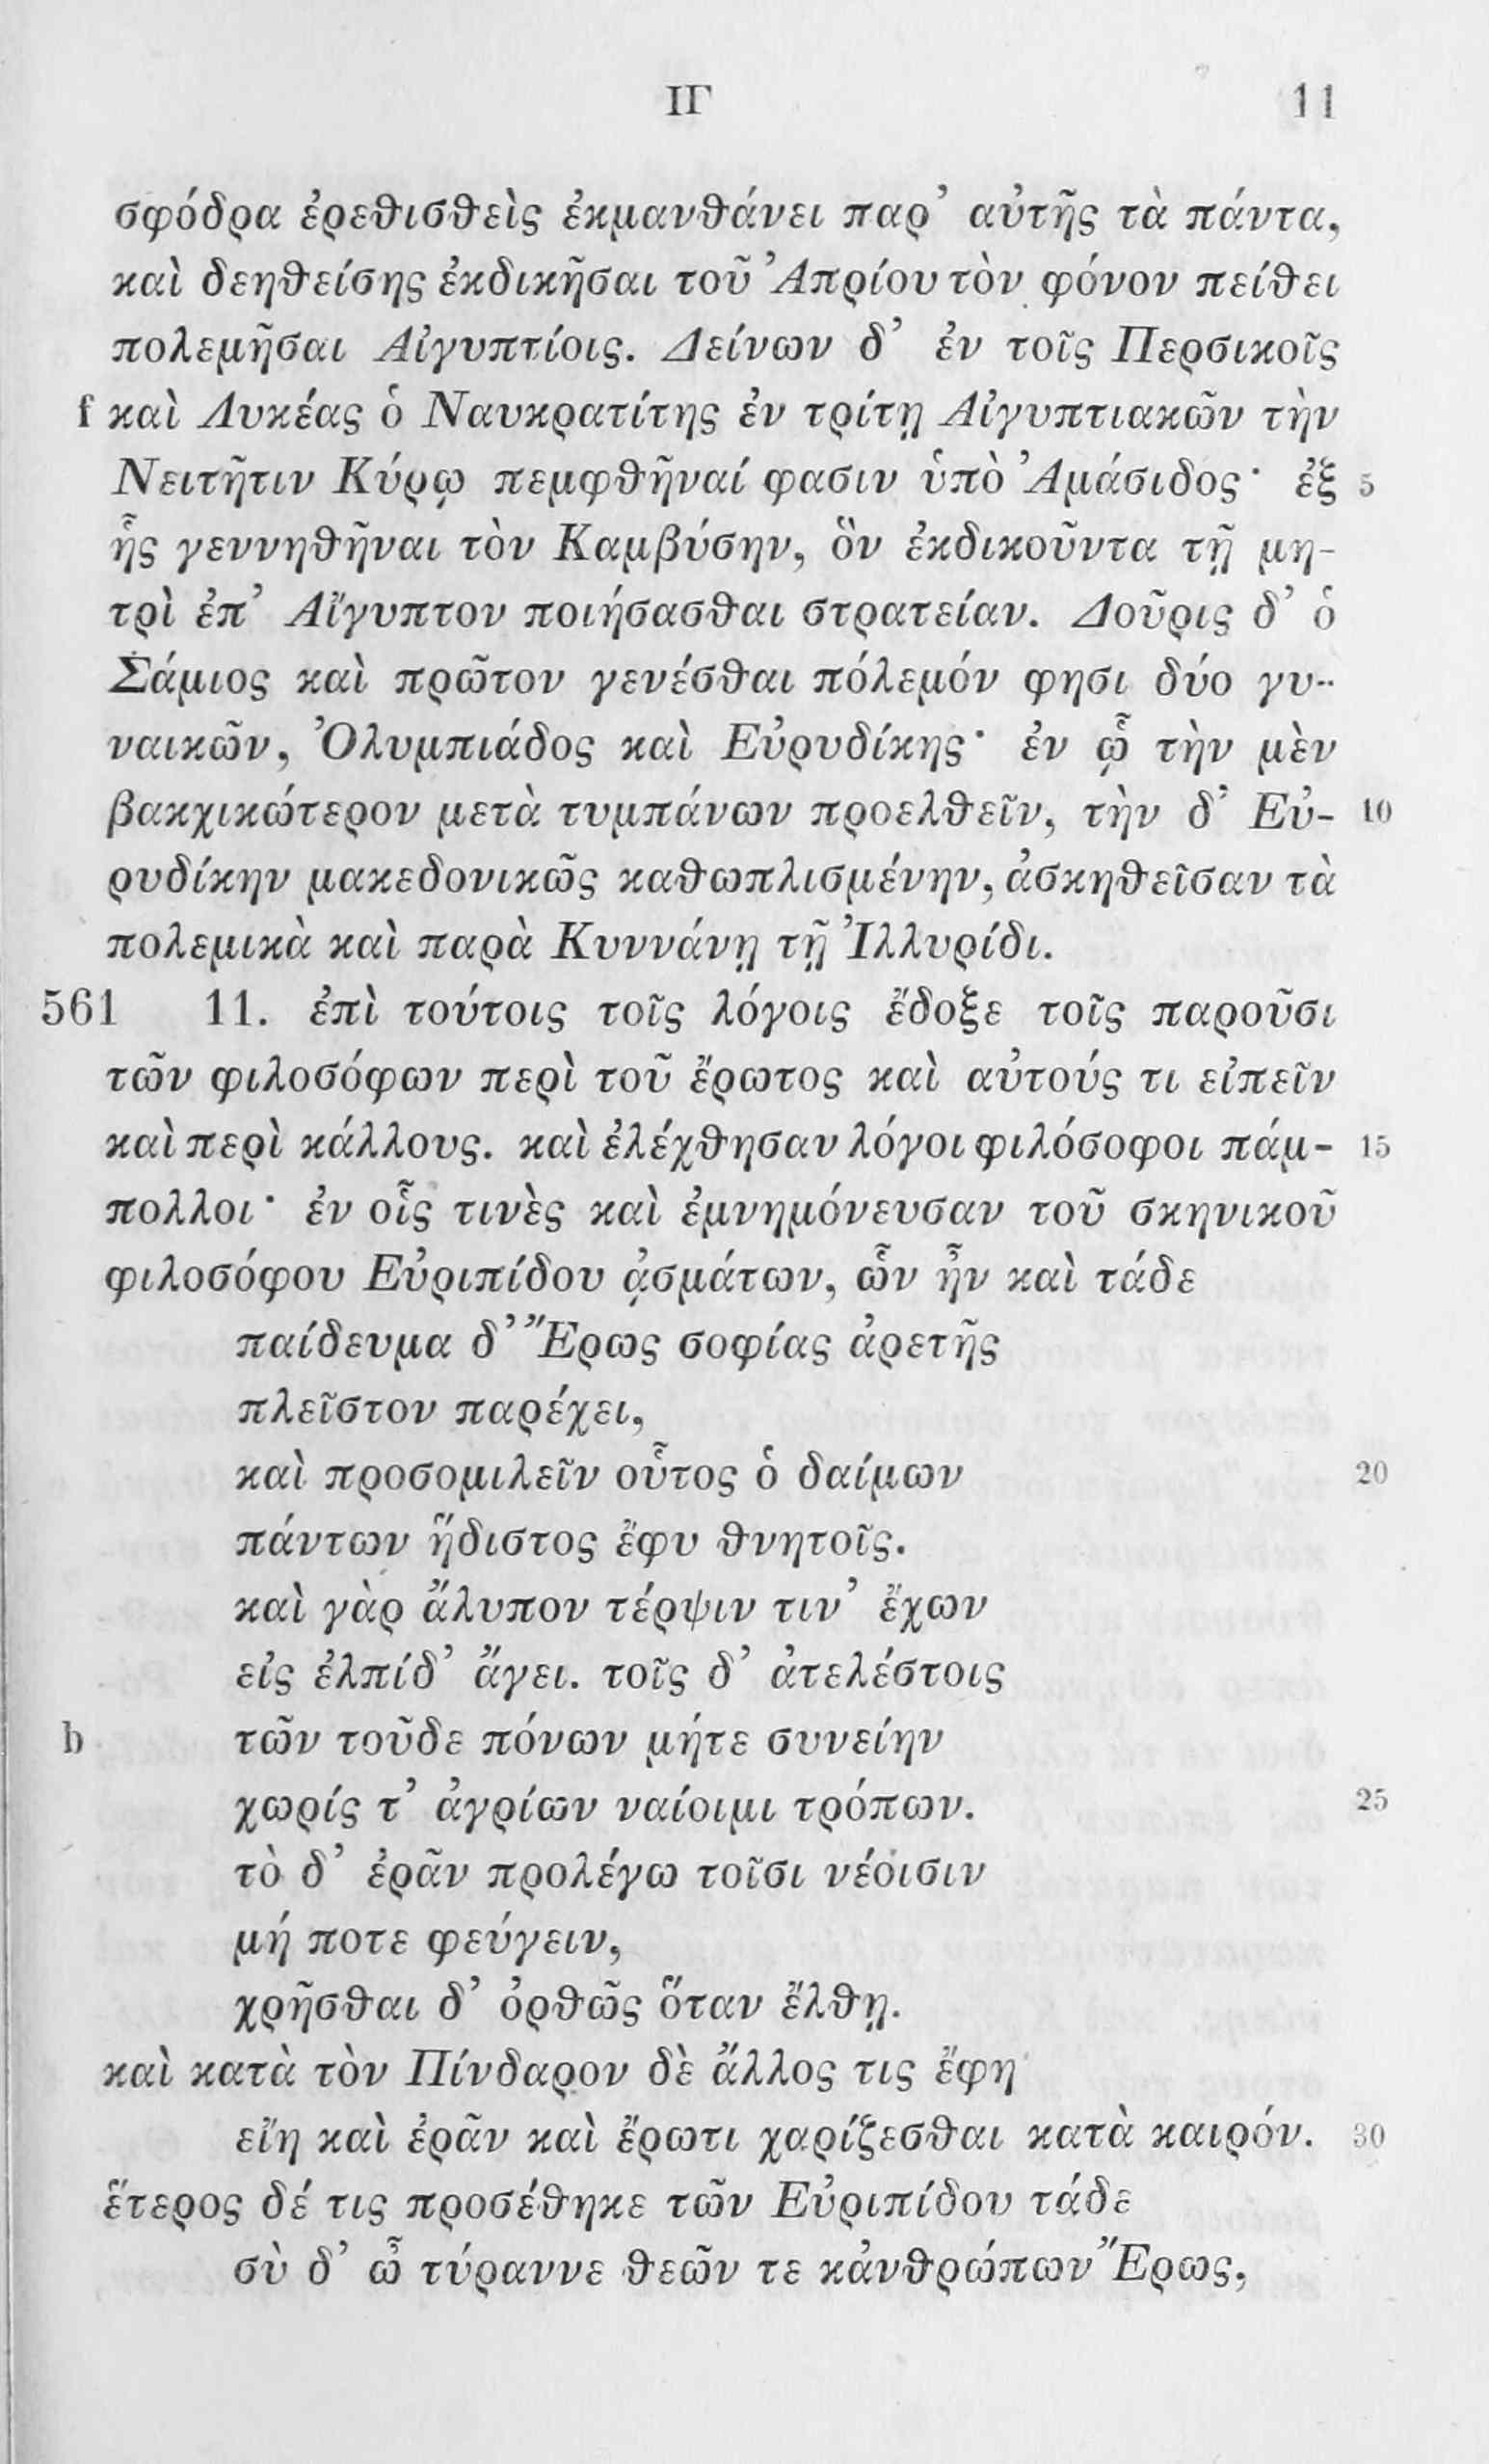 ΙΓ 11
σφόδρα ἐρεθισθεὶς ἐκμανθάνει παρ’ αὐτῆς τὰ πάντα,
καὶ δεηθείσης ἐκδικῆσαι τοῦ Ἀπρίου τὸν φόνον πείθει
πολεμῆσαι Αἰγυπτίοις. Δείνων δ’ ἐν τοῖς Περσικοῖς
f καὶ Λυκέας ὁ Ναυκρατίτης ἐν τρίτῃ Αἰγυπτιακῶν τὴν
Νειτῆτιν Κύρῳ πεμφθῆναί φασιν ὑπὸ Ἀμάσιδος· ἐξ 5
ἧς γεννηθῆναι τὸν Καμβύσην, ὃν ἐκδικοῦντα τῇ μη-
τρὶ ἐπ’ Αἴγυπτον ποιήσασθαι στρατείαν. Δοῦρις δ’ ὁ
Σάμιος καὶ πρῶτον γενέσθαι πόλεμόν φησι δύο γυ-
ναικῶν, Ὀλυμπιάδος καὶ Εὐρυδίκης· ἐν ᾧ τὴν μὲν
βακχικώτερον μετὰ τυμπάνων προελθεῖν, τὴν δ’ Εὐ- 10
ρυδίκην μακεδονικῶς καθωπλισμένην, ἀσκηθεῖσαν τὰ
πολεμικὰ καὶ παρὰ Κυννάνῃ τῇ Ἰλλυρίδι.
561 11. ἐπὶ τούτοις τοῖς λόγοις ἔδοξε τοῖς παροῦσι
τῶν φιλοσόφων περὶ τοῦ ἔρωτος καὶ αὐτούς τι εἰπεῖν
καὶ περὶ κάλλους. καὶ ἐλέχθησαν λόγοι φιλόσοφοι πάμ- 15
πολλοι· ἐν οἷς τινὲς καὶ ἐμνημόνευσαν τοῦ σκηνικοῦ
φιλοσόφου Εὐριπίδου ᾀσμάτων, ὧν ἦν καὶ τάδε
παίδευμα δ’ Ἔρως σοφίας ἀρετῆς
πλεῖστον παρέχει,
καὶ προσομιλεῖν οὗτος ὁ δαίμων 20
πάντων ἥδιστος ἔφυ θνητοῖς.
καὶ γὰρ ἄλυπον τέρψιν τιν’ ἔχων
εἰς ἐλπίδ’ ἄγει. τοῖς δ’ ἀτελέστοις
b τῶν τοῦδε πόνων μήτε συνείην
χωρίς τ’ ἀγρίων ναίοιμι τρόπων. 25
τὸ δ’ ἐρᾶν προλέγω τοῖσι νέοισιν
μή ποτε φεύγειν,
χρῆσθαι δ’ ὀρθῶς ὅταν ἔλθῃ.
καὶ κατὰ τὸν Πίνδαρον δὲ ἄλλος τις ἔφη
εἴη καὶ ἐρᾶν καὶ ἔρωτι χαρίζεσθαι κατὰ καιρόν. 30
ἕτερος δέ τις προσέθηκε τῶν Εὐριπίδου τάδε
σὺ δ’ ὦ τύραννε θεῶν τε κἀνθρώπων Ἔρως,